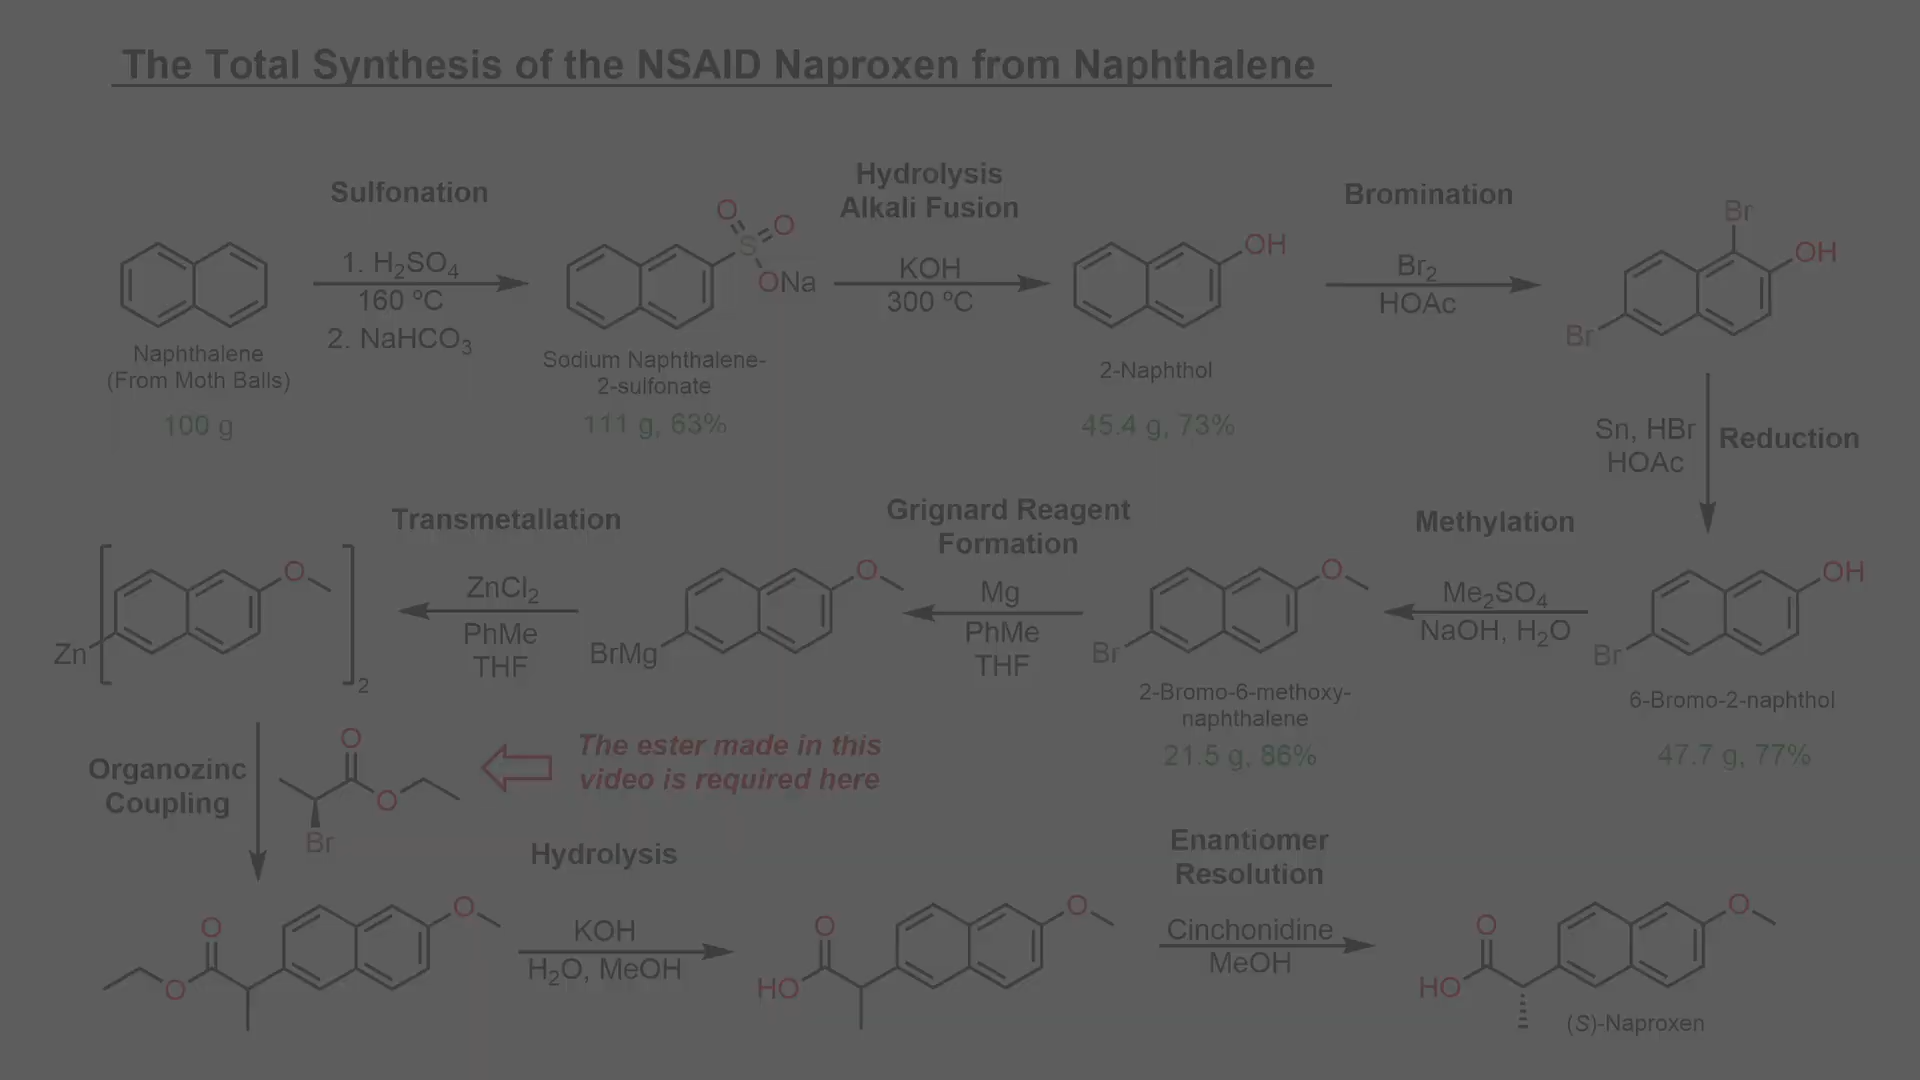 The Total Synthesis of the NSAID Naproxen from Naphthalene
Sulfonation
1. H₂SO₄
160 ºC
2. NaHCO₃
Naphthalene
(From Moth Balls)
100 g
O
O
S
ONa
Sodium Naphthalene-
2-sulfonate
111 g, 63%
Hydrolysis
Alkali Fusion
KOH
300 ºC
OH
2-Naphthol
45.4 g, 73%
Bromination
Br₂
HOAc
Br
OH
Br
Sn, HBr
HOAc
Reduction
OH
Br
6-Bromo-2-naphthol
47.7 g, 77%
Methylation
Me₂SO₄
NaOH, H₂O
O
Br
2-Bromo-6-methoxy-
naphthalene
21.5 g, 86%
Grignard Reagent
Formation
Mg
PhMe
THF
O
BrMg
Transmetallation
ZnCl₂
PhMe
THF
O
Zn
2
Organozinc
Coupling
O
O
Br
The ester made in this
video is required here
O
O
O
Hydrolysis
KOH
H₂O, MeOH
O
O
HO
Enantiomer
Resolution
Cinchonidine
MeOH
O
O
HO
(S)-Naproxen